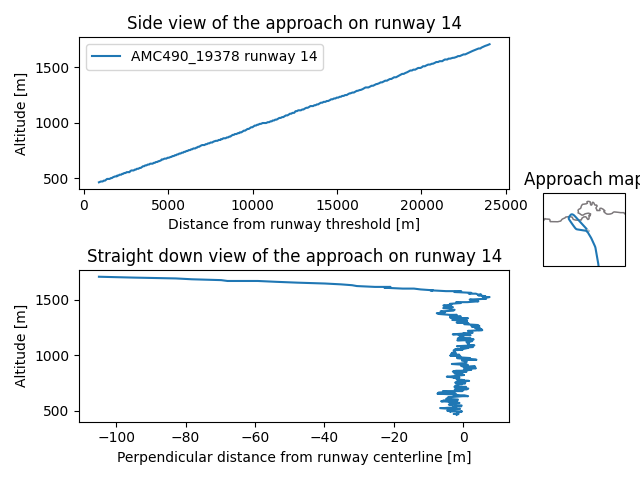 Side view of the approach on runway 14
AMC490_19378 runway 14
Altitude [m]
1500
1000
500
0
5000
10000
15000
20000
25000
Distance from runway threshold [m]
Approach map
Straight down view of the approach on runway 14
Altitude [m]
1500
1000
500
−100
−80
−60
−40
−20
0
Perpendicular distance from runway centerline [m]